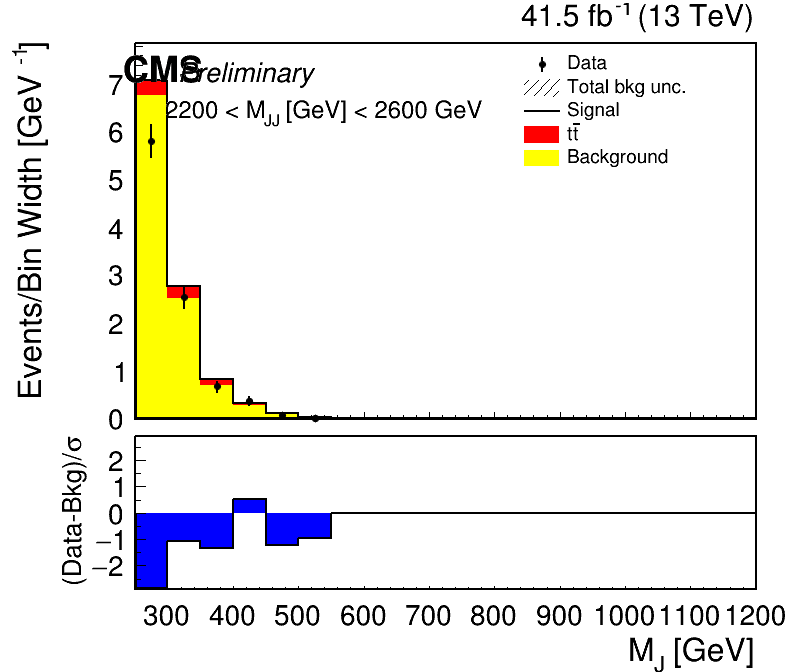 41.5 fb⁻¹ (13 TeV)
CMS Preliminary
2200 < M_JJ [GeV] < 2600 GeV
Data
Total bkg unc.
Signal
tt̄
Background
Events/Bin Width [GeV⁻¹]
7
6
5
4
3
2
1
0
(Data-Bkg)/σ
2
1
0
−1
−2
300 400 500 600 700 800 900 1000 1100 1200
M_J [GeV]